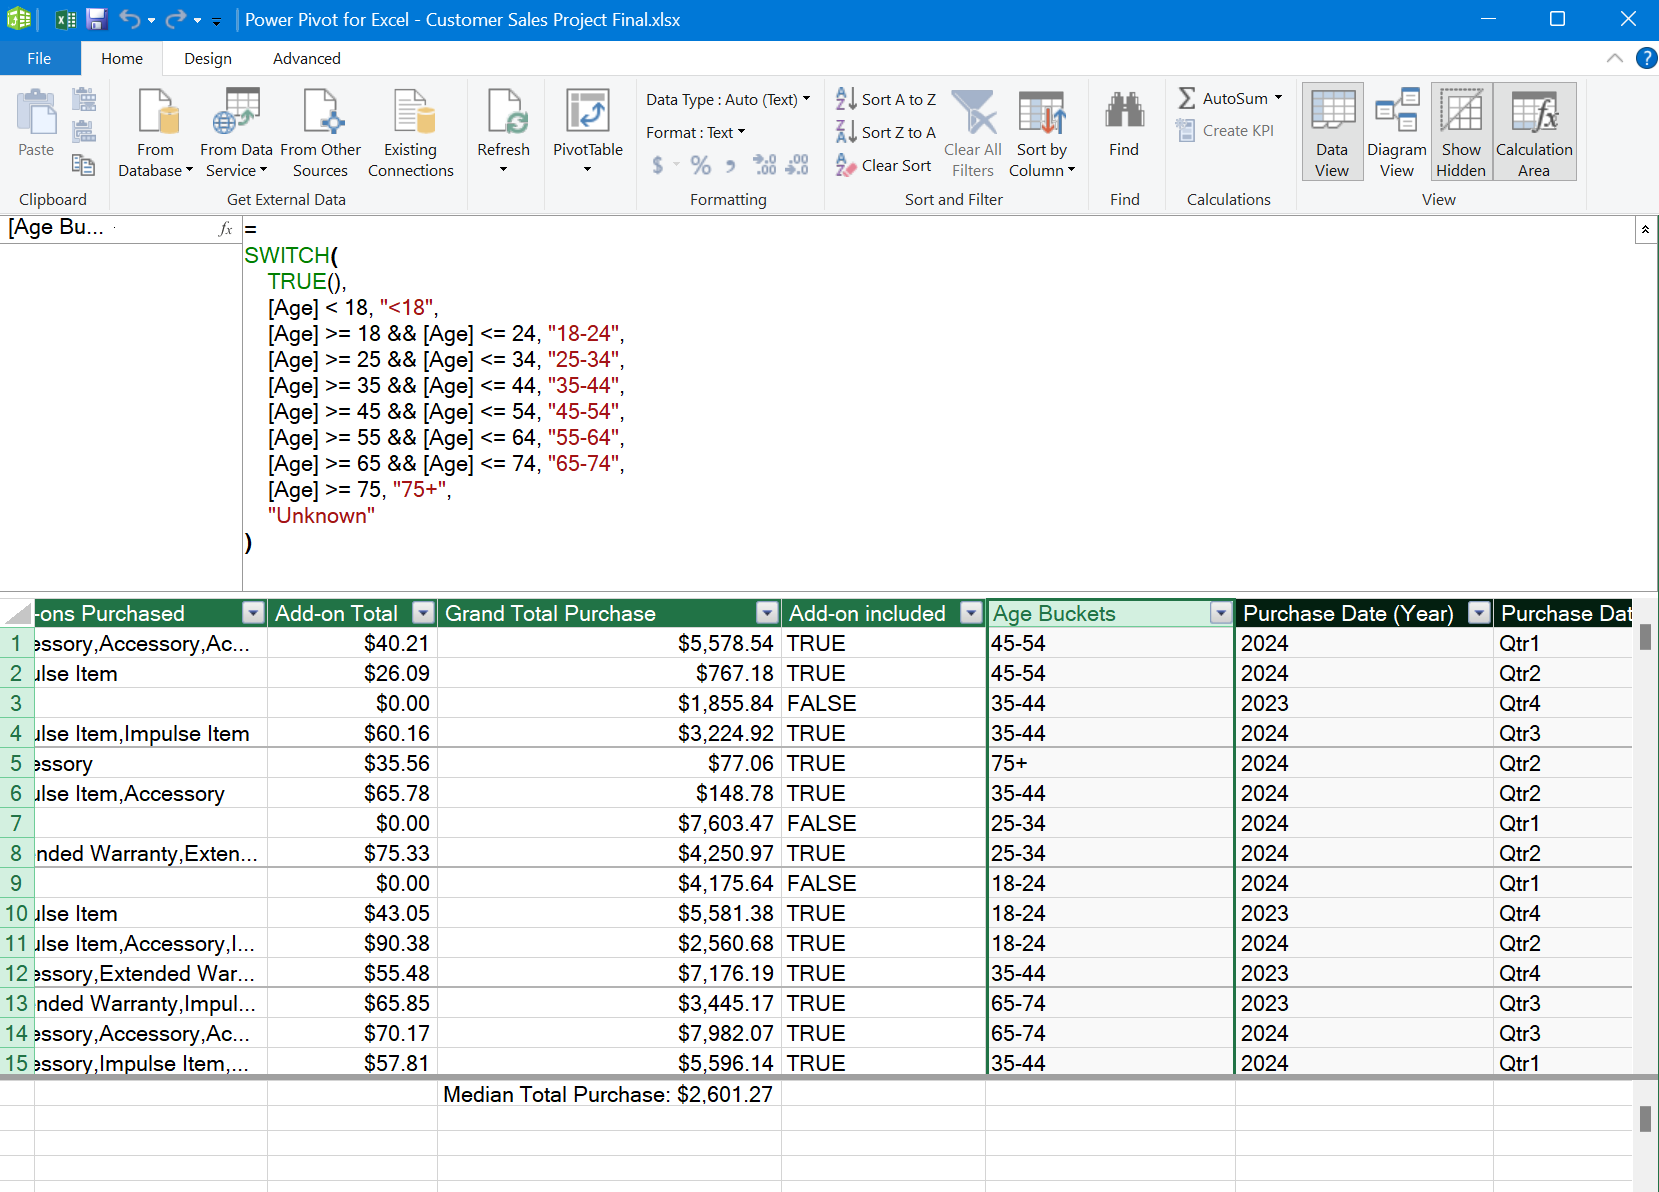 Power Pivot for Excel - Customer Sales Project Final.xlsx
File Home Design Advanced
Paste
Clipboard
From Database
From Data Service
From Other Sources
Existing Connections
Get External Data
Refresh
PivotTable
Data Type : Auto (Text)
Format : Text
$ % ,
Formatting
Sort A to Z
Sort Z to A
Clear Sort
Clear All Filters
Sort by Column
Sort and Filter
Find
Find
AutoSum
Create KPI
Calculations
Data View
Diagram View
Show Hidden
Calculation Area
View
[Age Bu... fx =
SWITCH(
TRUE(),
[Age] < 18, "<18",
[Age] >= 18 && [Age] <= 24, "18-24",
[Age] >= 25 && [Age] <= 34, "25-34",
[Age] >= 35 && [Age] <= 44, "35-44",
[Age] >= 45 && [Age] <= 54, "45-54",
[Age] >= 55 && [Age] <= 64, "55-64",
[Age] >= 65 && [Age] <= 74, "65-74",
[Age] >= 75, "75+",
"Unknown"
)
-ons Purchased Add-on Total Grand Total Purchase Add-on included Age Buckets Purchase Date (Year) Purchase Dat
1 essory,Accessory,Ac... $40.21 $5,578.54 TRUE 45-54 2024 Qtr1
2 ulse Item $26.09 $767.18 TRUE 45-54 2024 Qtr2
3 $0.00 $1,855.84 FALSE 35-44 2023 Qtr4
4 ulse Item,Impulse Item $60.16 $3,224.92 TRUE 35-44 2024 Qtr3
5 essory $35.56 $77.06 TRUE 75+ 2024 Qtr2
6 ulse Item,Accessory $65.78 $148.78 TRUE 35-44 2024 Qtr2
7 $0.00 $7,603.47 FALSE 25-34 2024 Qtr1
8 nded Warranty,Exten... $75.33 $4,250.97 TRUE 25-34 2024 Qtr2
9 $0.00 $4,175.64 FALSE 18-24 2024 Qtr1
10 ulse Item $43.05 $5,581.38 TRUE 18-24 2023 Qtr4
11 ulse Item,Accessory,I... $90.38 $2,560.68 TRUE 18-24 2024 Qtr2
12 essory,Extended War... $55.48 $7,176.19 TRUE 35-44 2023 Qtr4
13 nded Warranty,Impul... $65.85 $3,445.17 TRUE 65-74 2023 Qtr3
14 essory,Accessory,Ac... $70.17 $7,982.07 TRUE 65-74 2024 Qtr3
15 essory,Impulse Item,... $57.81 $5,596.14 TRUE 35-44 2024 Qtr1
Median Total Purchase: $2,601.27